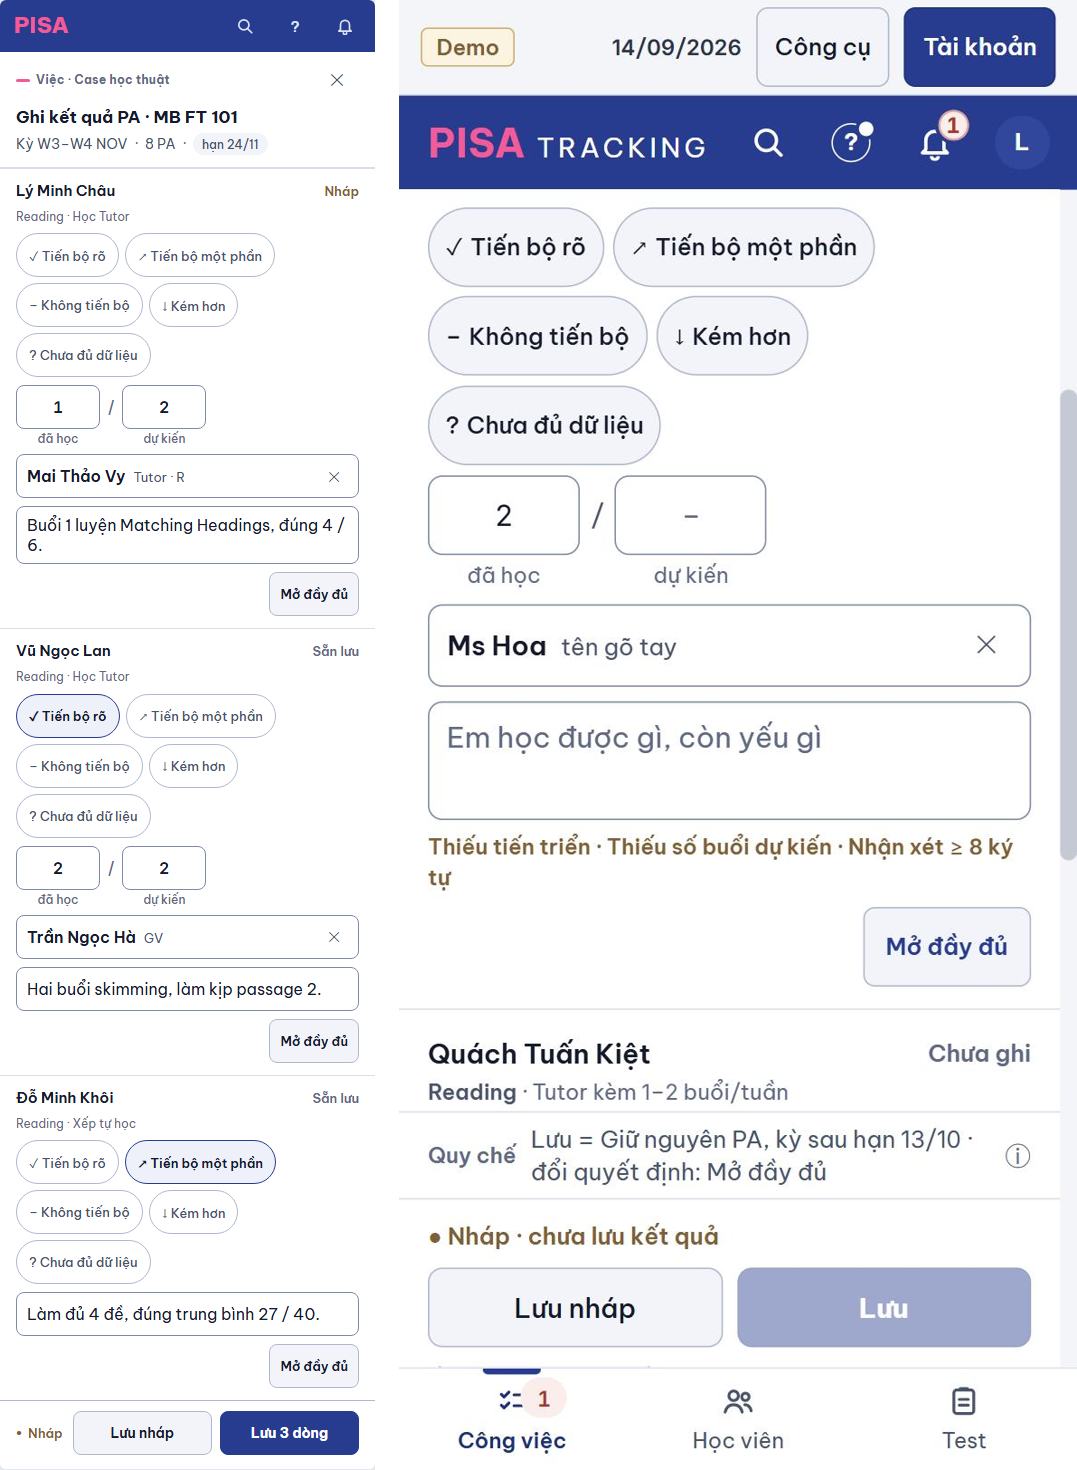 PISA
?
Việc · Case học thuật
Ghi kết quả PA · MB FT 101
Kỳ W3–W4 NOV · 8 PA · hạn 24/11
Lý Minh Châu Nháp
Reading · Học Tutor
✓ Tiến bộ rõ ↗ Tiến bộ một phần
– Không tiến bộ ↓ Kém hơn
? Chưa đủ dữ liệu
1 / 2
đã học dự kiến
Mai Thảo Vy Tutor · R
Buổi 1 luyện Matching Headings, đúng 4 /
6.
Mở đầy đủ
Vũ Ngọc Lan Sẵn lưu
Reading · Học Tutor
✓ Tiến bộ rõ ↗ Tiến bộ một phần
– Không tiến bộ ↓ Kém hơn
? Chưa đủ dữ liệu
2 / 2
đã học dự kiến
Trần Ngọc Hà GV
Hai buổi skimming, làm kịp passage 2.
Mở đầy đủ
Đỗ Minh Khôi Sẵn lưu
Reading · Xếp tự học
✓ Tiến bộ rõ ↗ Tiến bộ một phần
– Không tiến bộ ↓ Kém hơn
? Chưa đủ dữ liệu
Làm đủ 4 đề, đúng trung bình 27 / 40.
Mở đầy đủ
• Nháp Lưu nháp Lưu 3 dòng
Demo 14/09/2026 Công cụ Tài khoản
PISA TRACKING ? 1 L
✓ Tiến bộ rõ ↗ Tiến bộ một phần
– Không tiến bộ ↓ Kém hơn
? Chưa đủ dữ liệu
2 / –
đã học dự kiến
Ms Hoa tên gõ tay
Em học được gì, còn yếu gì
Thiếu tiến triển · Thiếu số buổi dự kiến · Nhận xét ≥ 8 ký
tự
Mở đầy đủ
Quách Tuấn Kiệt Chưa ghi
Reading · Tutor kèm 1–2 buổi/tuần
Quy chế Lưu = Giữ nguyên PA, kỳ sau hạn 13/10 ·
đổi quyết định: Mở đầy đủ
• Nháp · chưa lưu kết quả
Lưu nháp Lưu
1
Công việc Học viên Test